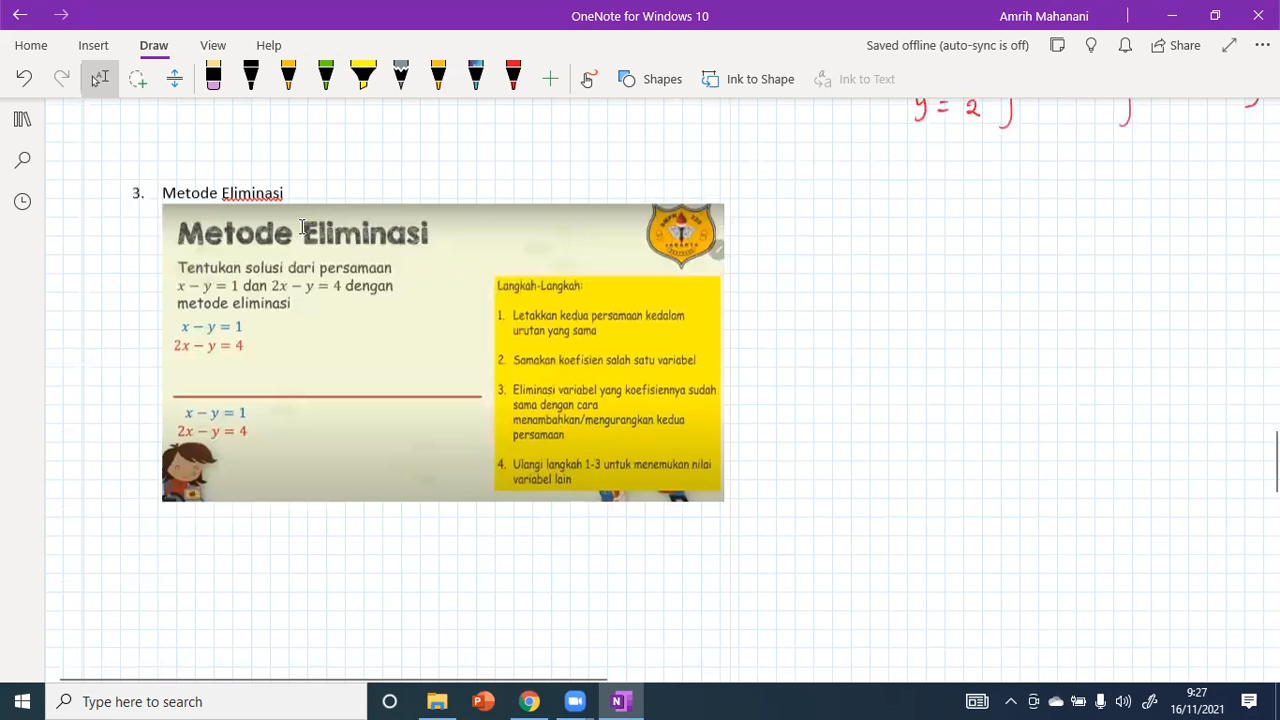 OneNote for Windows 10
Amrih Mahanani
Home Insert Draw View Help
Saved offline (auto-sync is off)
Share
Shapes
Ink to Shape
Ink to Text
y = 2
3. Metode Eliminasi
Metode Eliminasi
Tentukan solusi dari persamaan
x − y = 1 dan 2x − y = 4 dengan
metode eliminasi
x − y = 1
2x − y = 4
x − y = 1
2x − y = 4
Langkah-Langkah:
1. Letakkan kedua persamaan kedalam
urutan yang sama
2. Samakan koefisien salah satu variabel
3. Eliminasi variabel yang koefisiennya sudah
sama dengan cara
menambahkan/mengurangkan kedua
persamaan
4. Ulangi langkah 1-3 untuk menemukan nilai
variabel lain
Type here to search
9:27
16/11/2021